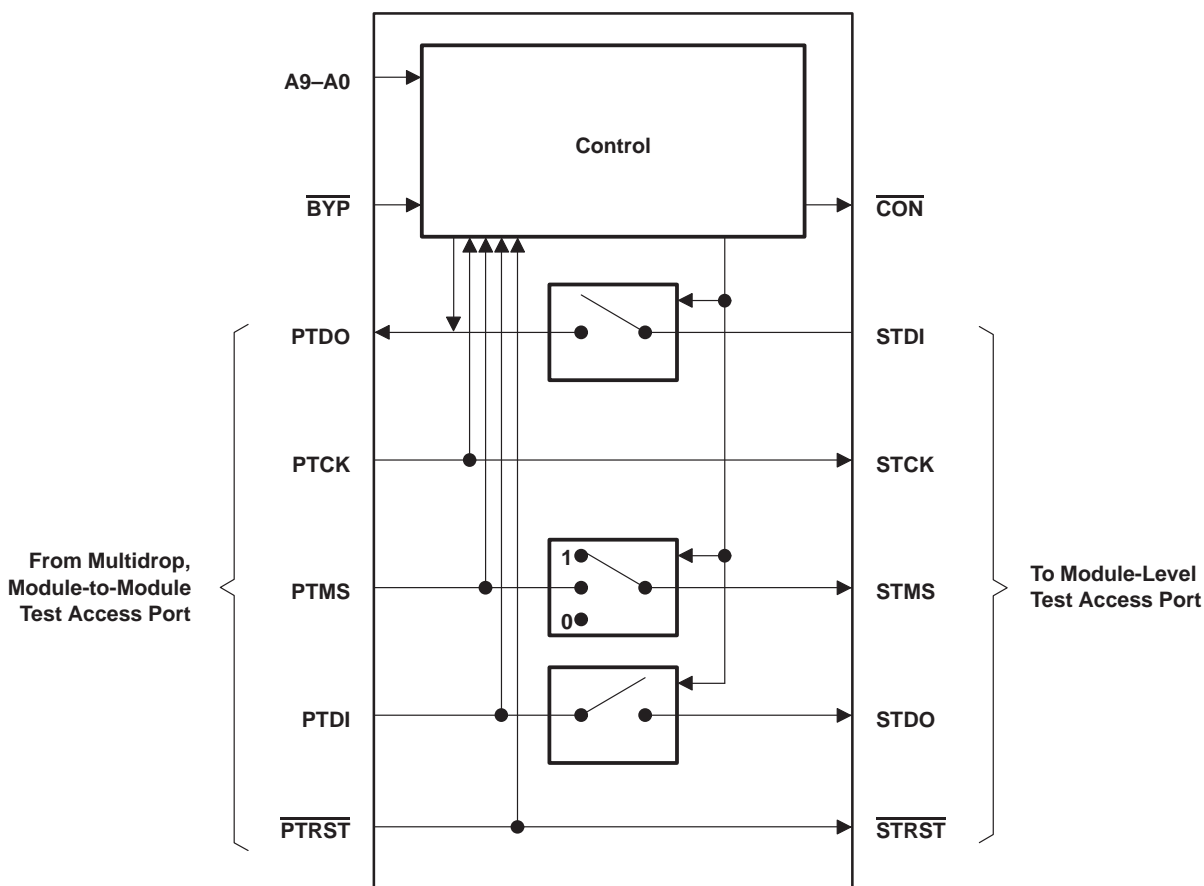 A9–A0
Control
BYP
CON
PTDO
STDI
PTCK
STCK
From Multidrop,
Module-to-Module
Test Access Port
PTMS
1
0
STMS
To Module-Level
Test Access Port
PTDI
STDO
PTRST
STRST